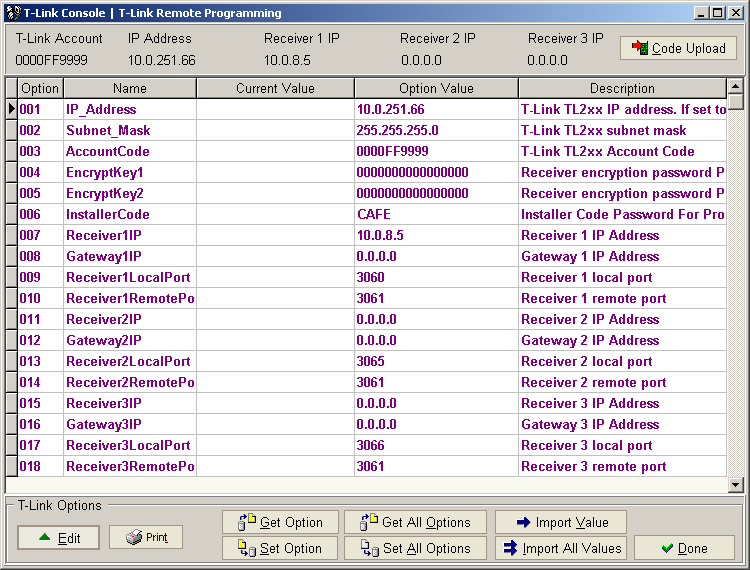 T-Link Console | T-Link Remote Programming
T-Link Account IP Address Receiver 1 IP Receiver 2 IP Receiver 3 IP
0000FF9999 10.0.251.66 10.0.8.5 0.0.0.0 0.0.0.0
Code Upload
Option Name Current Value Option Value Description
001 IP_Address 10.0.251.66 T-Link TL2xx IP address. If set to
002 Subnet_Mask 255.255.255.0 T-Link TL2xx subnet mask
003 AccountCode 0000FF9999 T-Link TL2xx Account Code
004 EncryptKey1 0000000000000000 Receiver encryption password P
005 EncryptKey2 0000000000000000 Receiver encryption password P
006 InstallerCode CAFE Installer Code Password For Pro
007 Receiver1IP 10.0.8.5 Receiver 1 IP Address
008 Gateway1IP 0.0.0.0 Gateway 1 IP Address
009 Receiver1LocalPort 3060 Receiver 1 local port
010 Receiver1RemotePo 3061 Receiver 1 remote port
011 Receiver2IP 0.0.0.0 Receiver 2 IP Address
012 Gateway2IP 0.0.0.0 Gateway 2 IP Address
013 Receiver2LocalPort 3065 Receiver 2 local port
014 Receiver2RemotePo 3061 Receiver 2 remote port
015 Receiver3IP 0.0.0.0 Receiver 3 IP Address
016 Gateway3IP 0.0.0.0 Gateway 3 IP Address
017 Receiver3LocalPort 3066 Receiver 3 local port
018 Receiver3RemotePo 3061 Receiver 3 remote port
T-Link Options
Edit Print Get Option Get All Options Import Value
Set Option Set All Options Import All Values Done